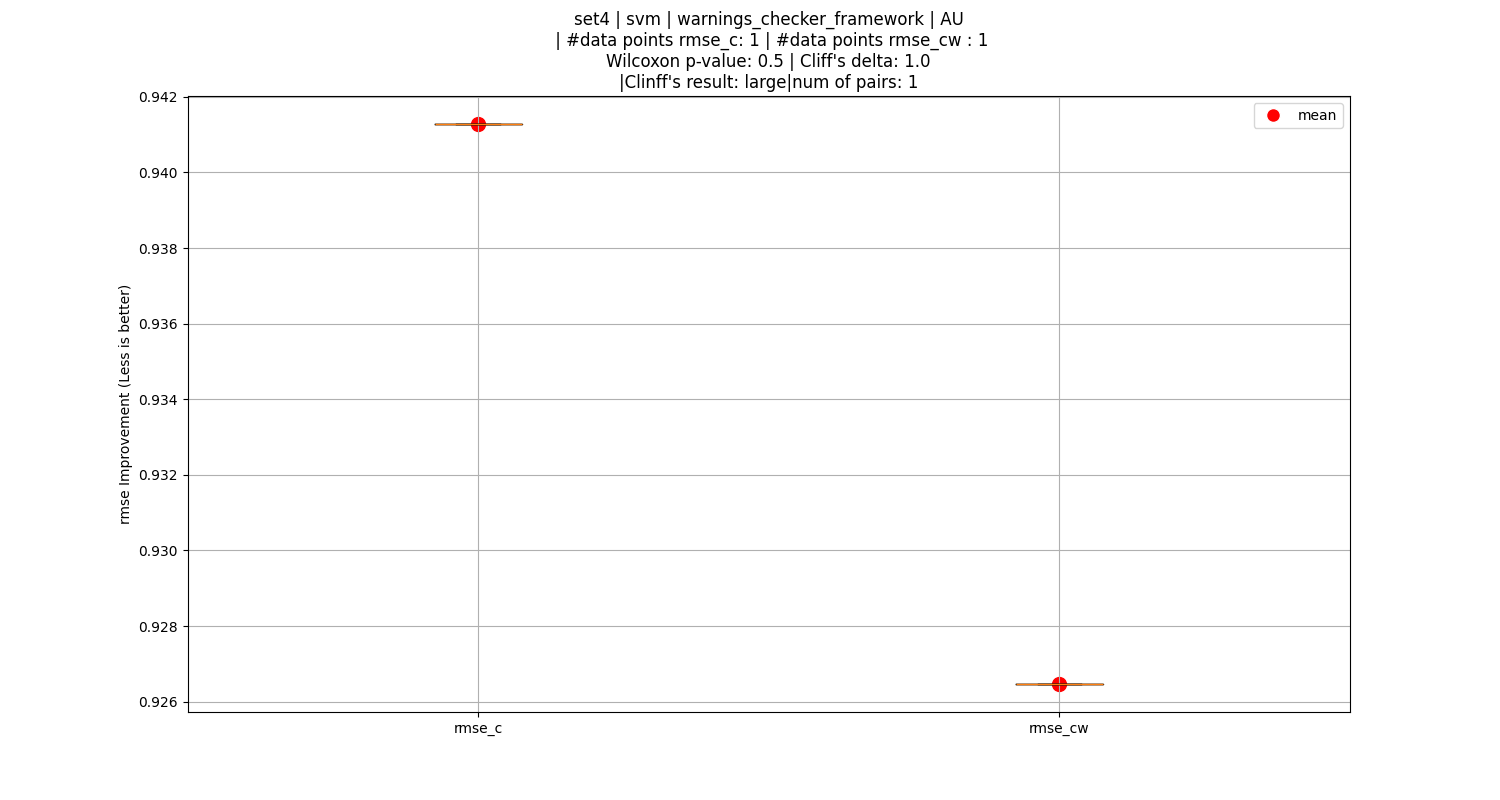 set4 | svm | warnings_checker_framework | AU
| #data points rmse_c: 1 | #data points rmse_cw : 1
Wilcoxon p-value: 0.5 | Cliff's delta: 1.0
|Clinff's result: large|num of pairs: 1
mean
rmse Improvement (Less is better)
0.942
0.940
0.938
0.936
0.934
0.932
0.930
0.928
0.926
rmse_c
rmse_cw